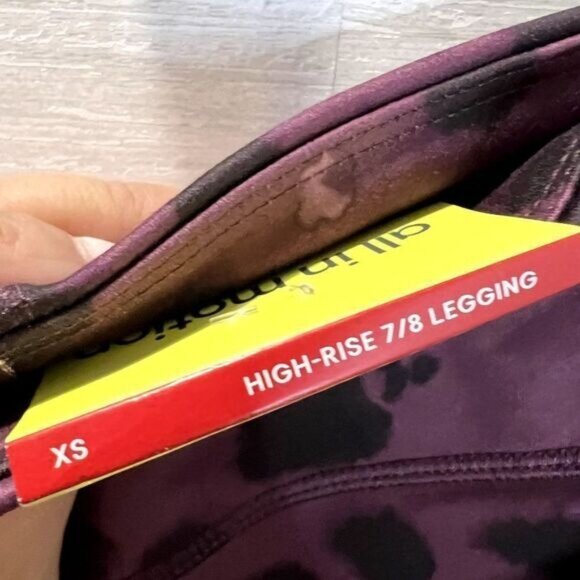 all in motion
HIGH-RISE 7/8 LEGGING
XS